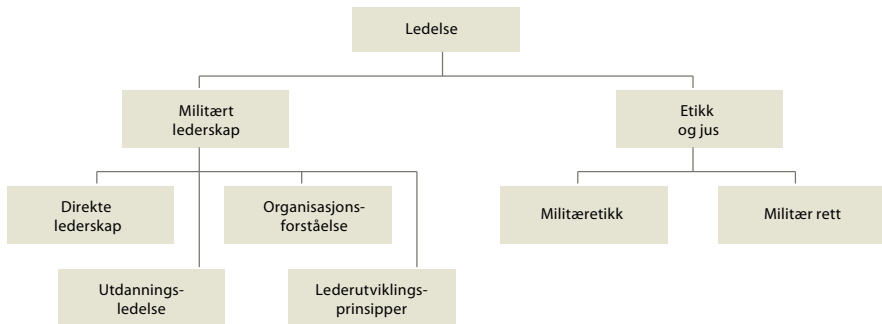 Ledelse
Militært
lederskap
Etikk
og jus
Direkte
lederskap
Organisasjons-
forståelse
Militæretikk
Militær rett
Utdannings-
ledelse
Lederutviklings-
prinsipper